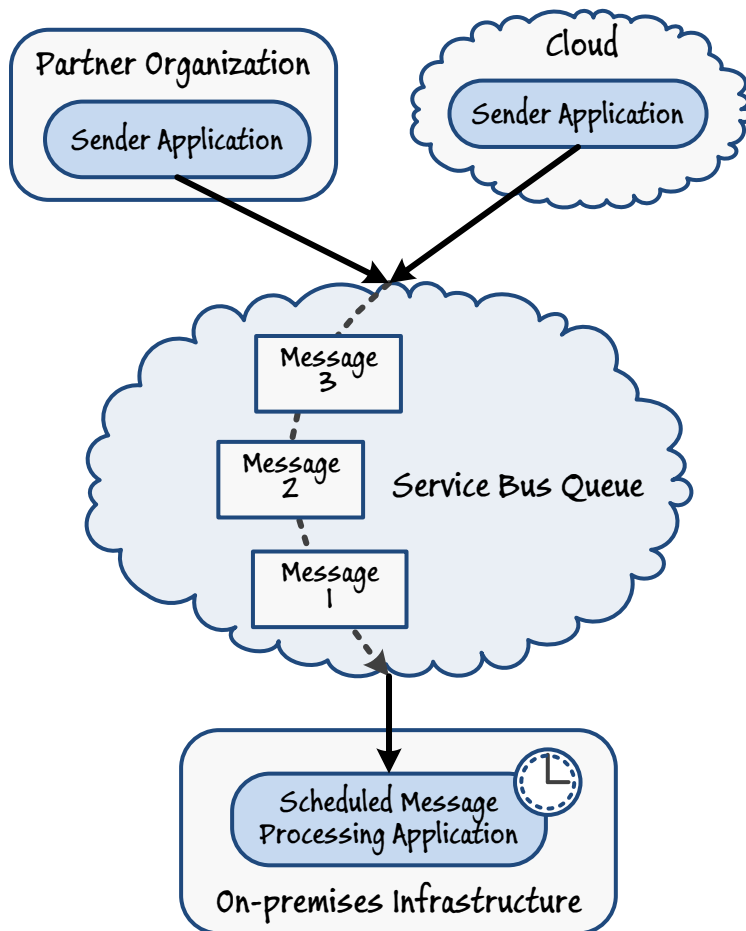 Partner Organization
Sender Application
Cloud
Sender Application
Message
3
Message
2
Service Bus Queue
Message
1
Scheduled Message
Processing Application
On-premises Infrastructure